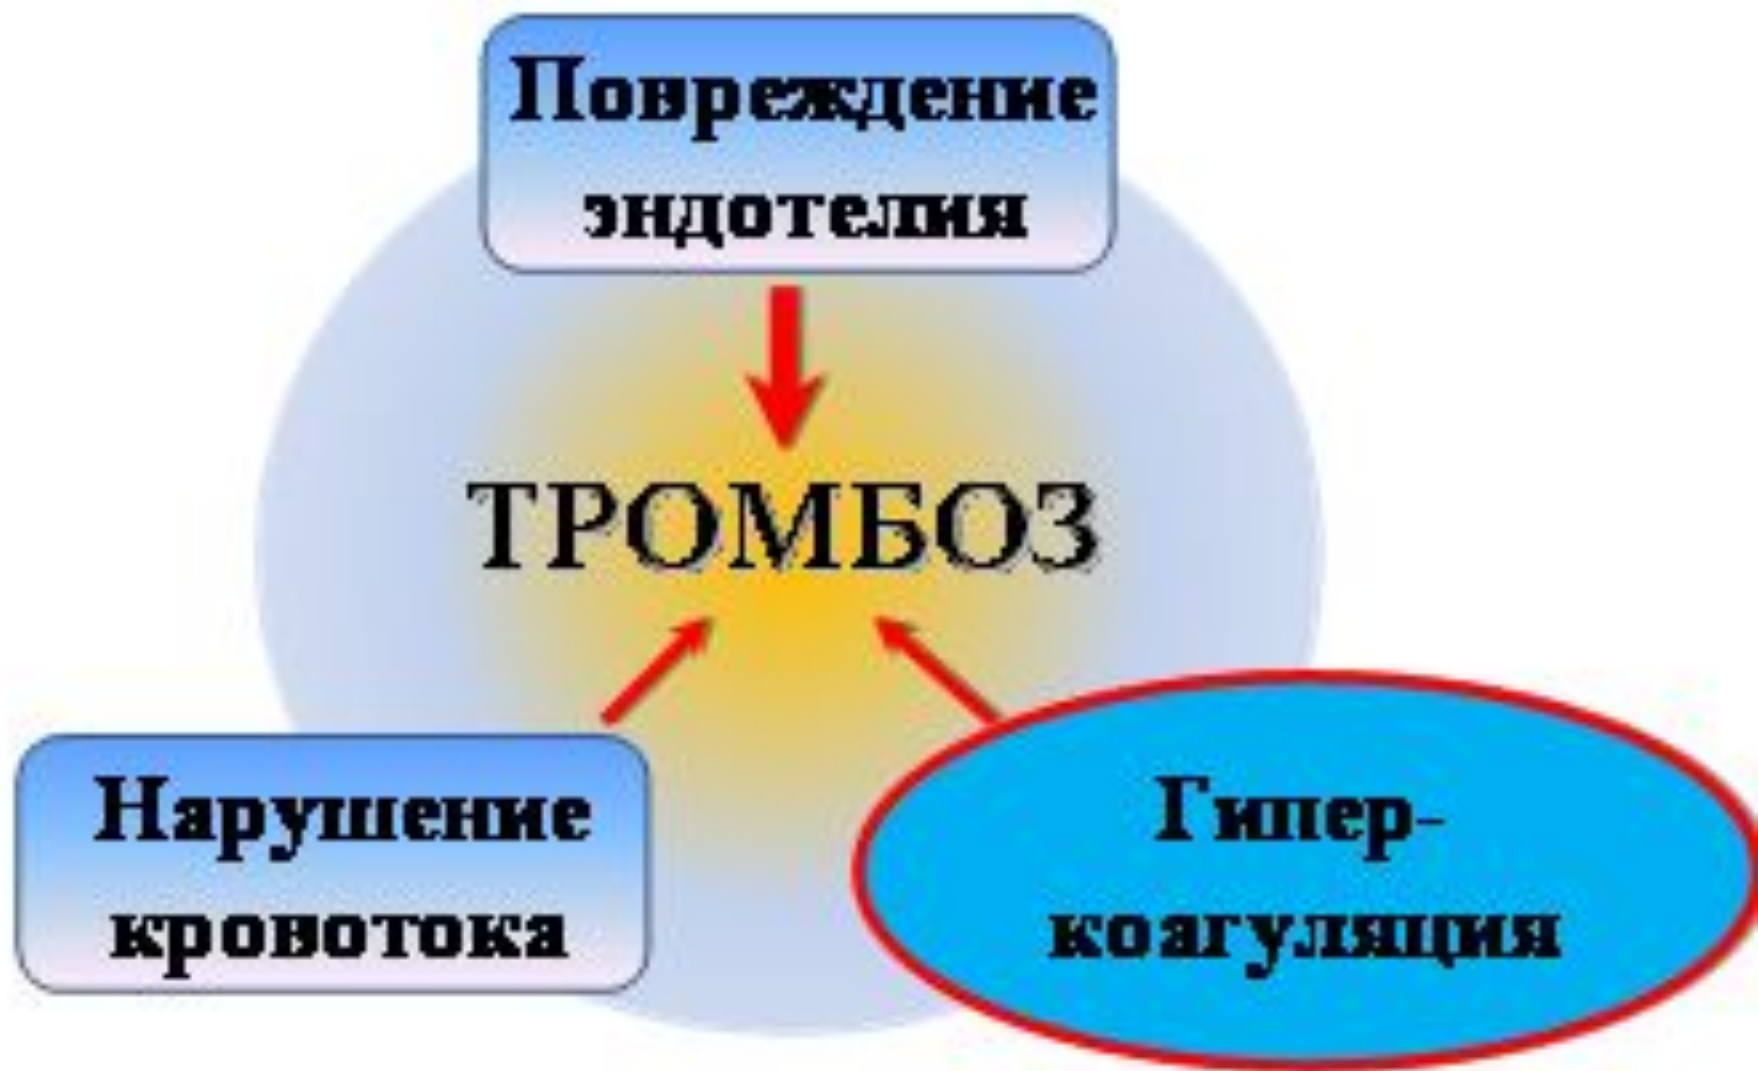 Повреждение
эндотелия
ТРОМБОЗ
Нарушение
кровотока
Гипер-
коагуляция